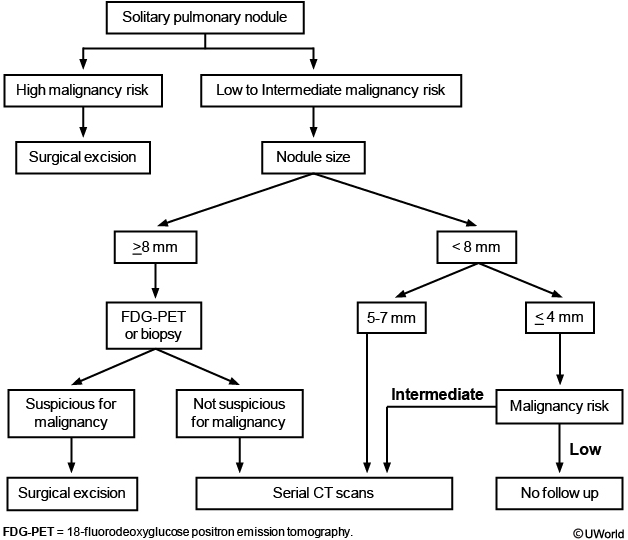 Solitary pulmonary nodule
High malignancy risk
Low to Intermediate malignancy risk
Surgical excision
Nodule size
≥8 mm
< 8 mm
FDG-PET
or biopsy
5-7 mm
≤ 4 mm
Suspicious for
malignancy
Not suspicious
for malignancy
Intermediate
Malignancy risk
Low
Surgical excision
Serial CT scans
No follow up
FDG-PET = 18-fluorodeoxyglucose positron emission tomography.
©UWorld